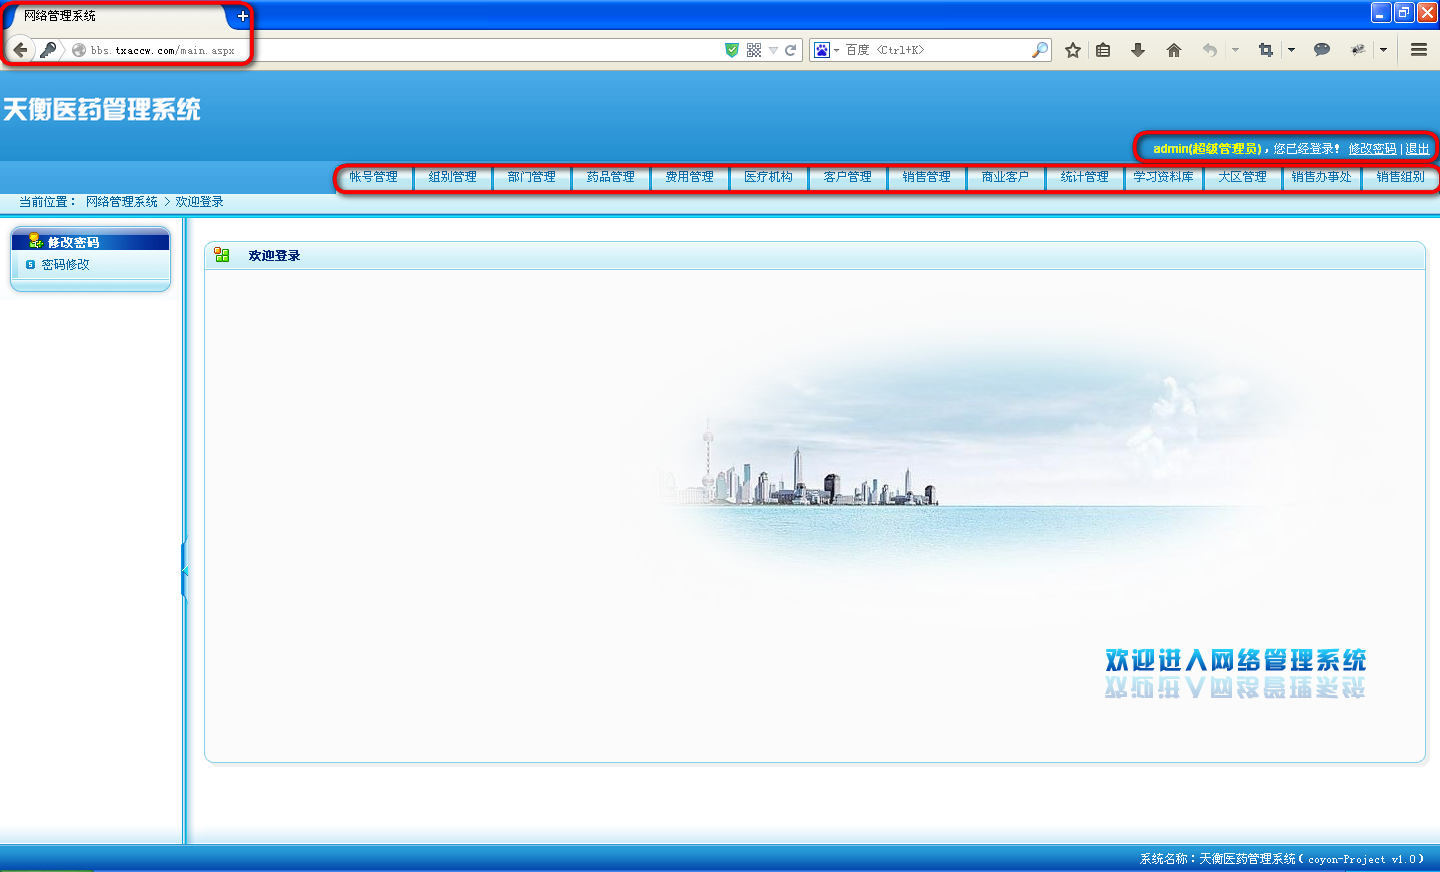 网络管理系统
bbs.txaccw.com/main.aspx
百度 <Ctrl+K>
天衡医药管理系统
admin(超级管理员)，您已经登录！ 修改密码 | 退出
帐号管理 组别管理 部门管理 药品管理 费用管理 医疗机构 客户管理 销售管理 商业客户 统计管理 学习资料库 大区管理 销售办事处 销售组别
当前位置： 网络管理系统 > 欢迎登录
修改密码
密码修改
欢迎登录
欢迎进入网络管理系统
系统名称：天衡医药管理系统(coyon-Project v1.0)